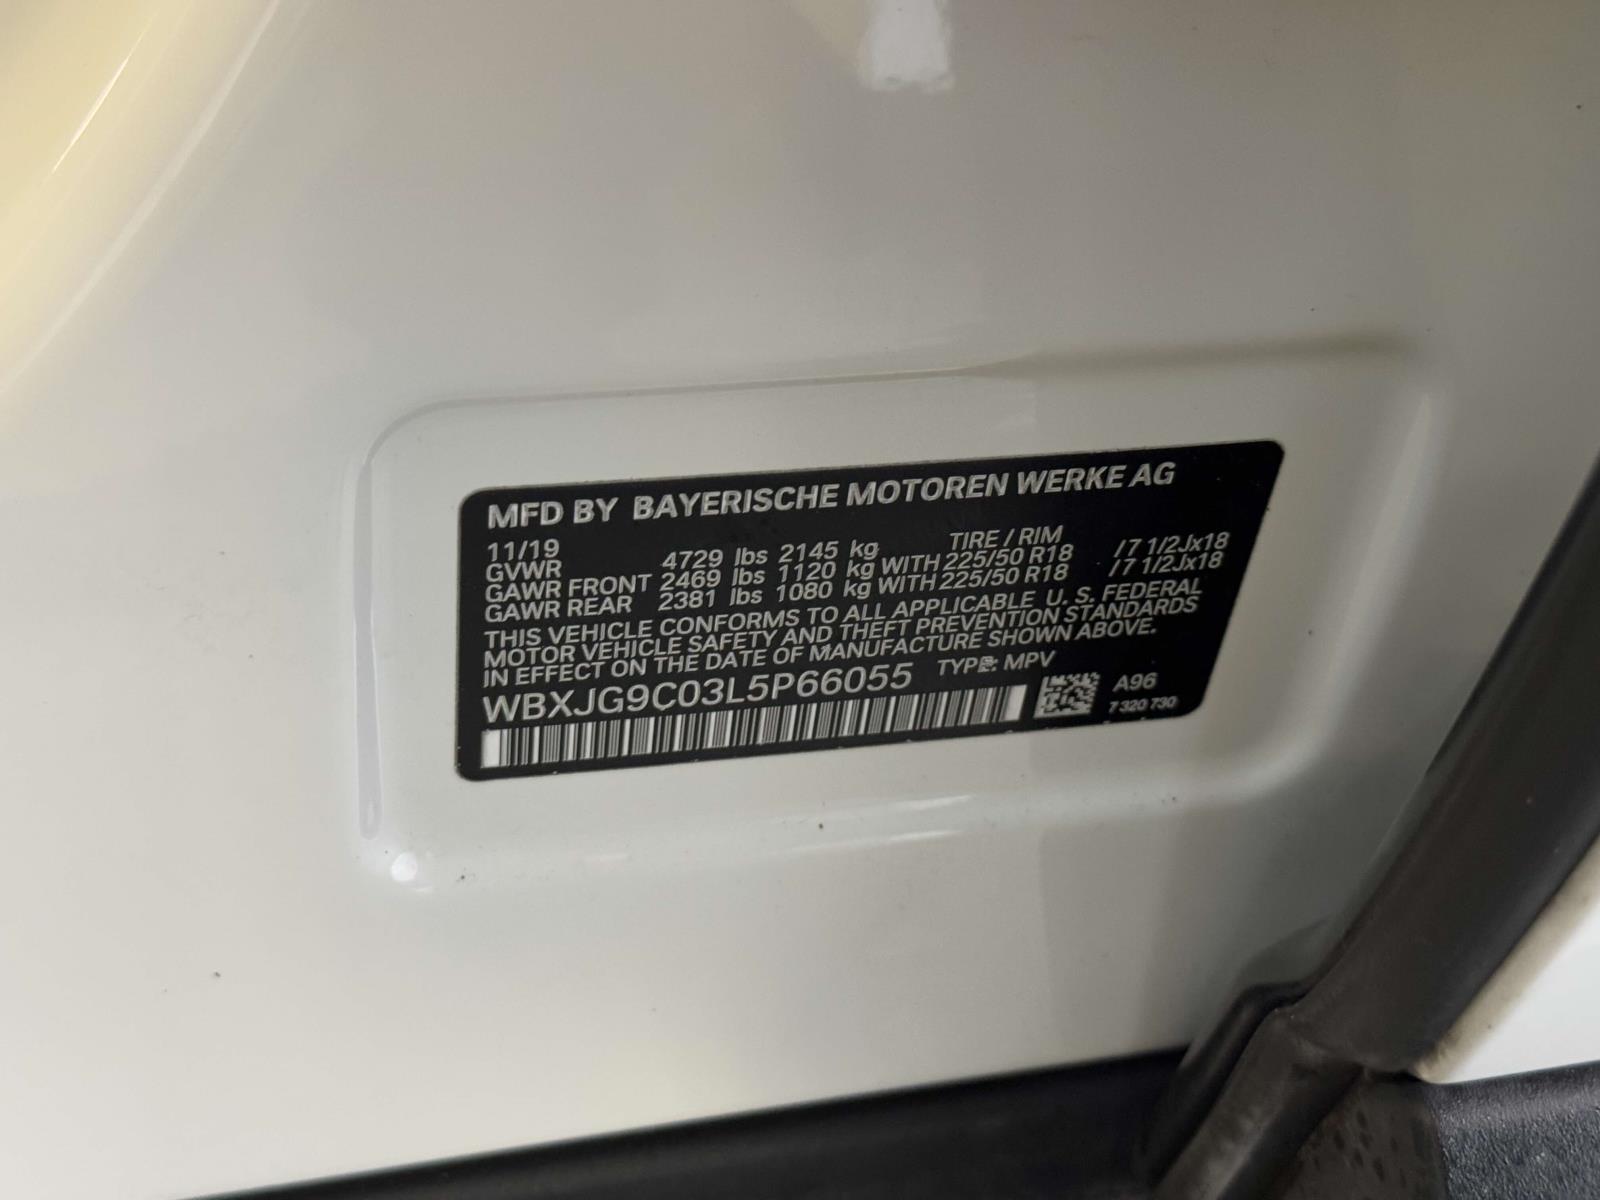 MFD BY BAYERISCHE MOTOREN WERKE AG
11/19 TIRE / RIM
GVWR 4729 lbs 2145 kg
GAWR FRONT 2469 lbs 1120 kg WITH 225/50 R18 / 7 1/2Jx18
GAWR REAR 2381 lbs 1080 kg WITH 225/50 R18 / 7 1/2Jx18
THIS VEHICLE CONFORMS TO ALL APPLICABLE U. S. FEDERAL
MOTOR VEHICLE SAFETY AND THEFT PREVENTION STANDARDS
IN EFFECT ON THE DATE OF MANUFACTURE SHOWN ABOVE.
WBXJG9C03L5P66055 TYPE: MPV
A96
7 320 730